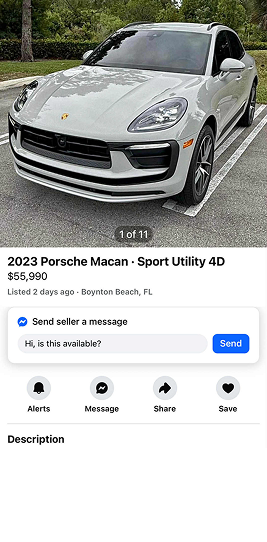 1 of 11
2023 Porsche Macan · Sport Utility 4D
$55,990
Listed 2 days ago · Boynton Beach, FL
Send seller a message
Hi, is this available?
Send
Alerts
Message
Share
Save
Description